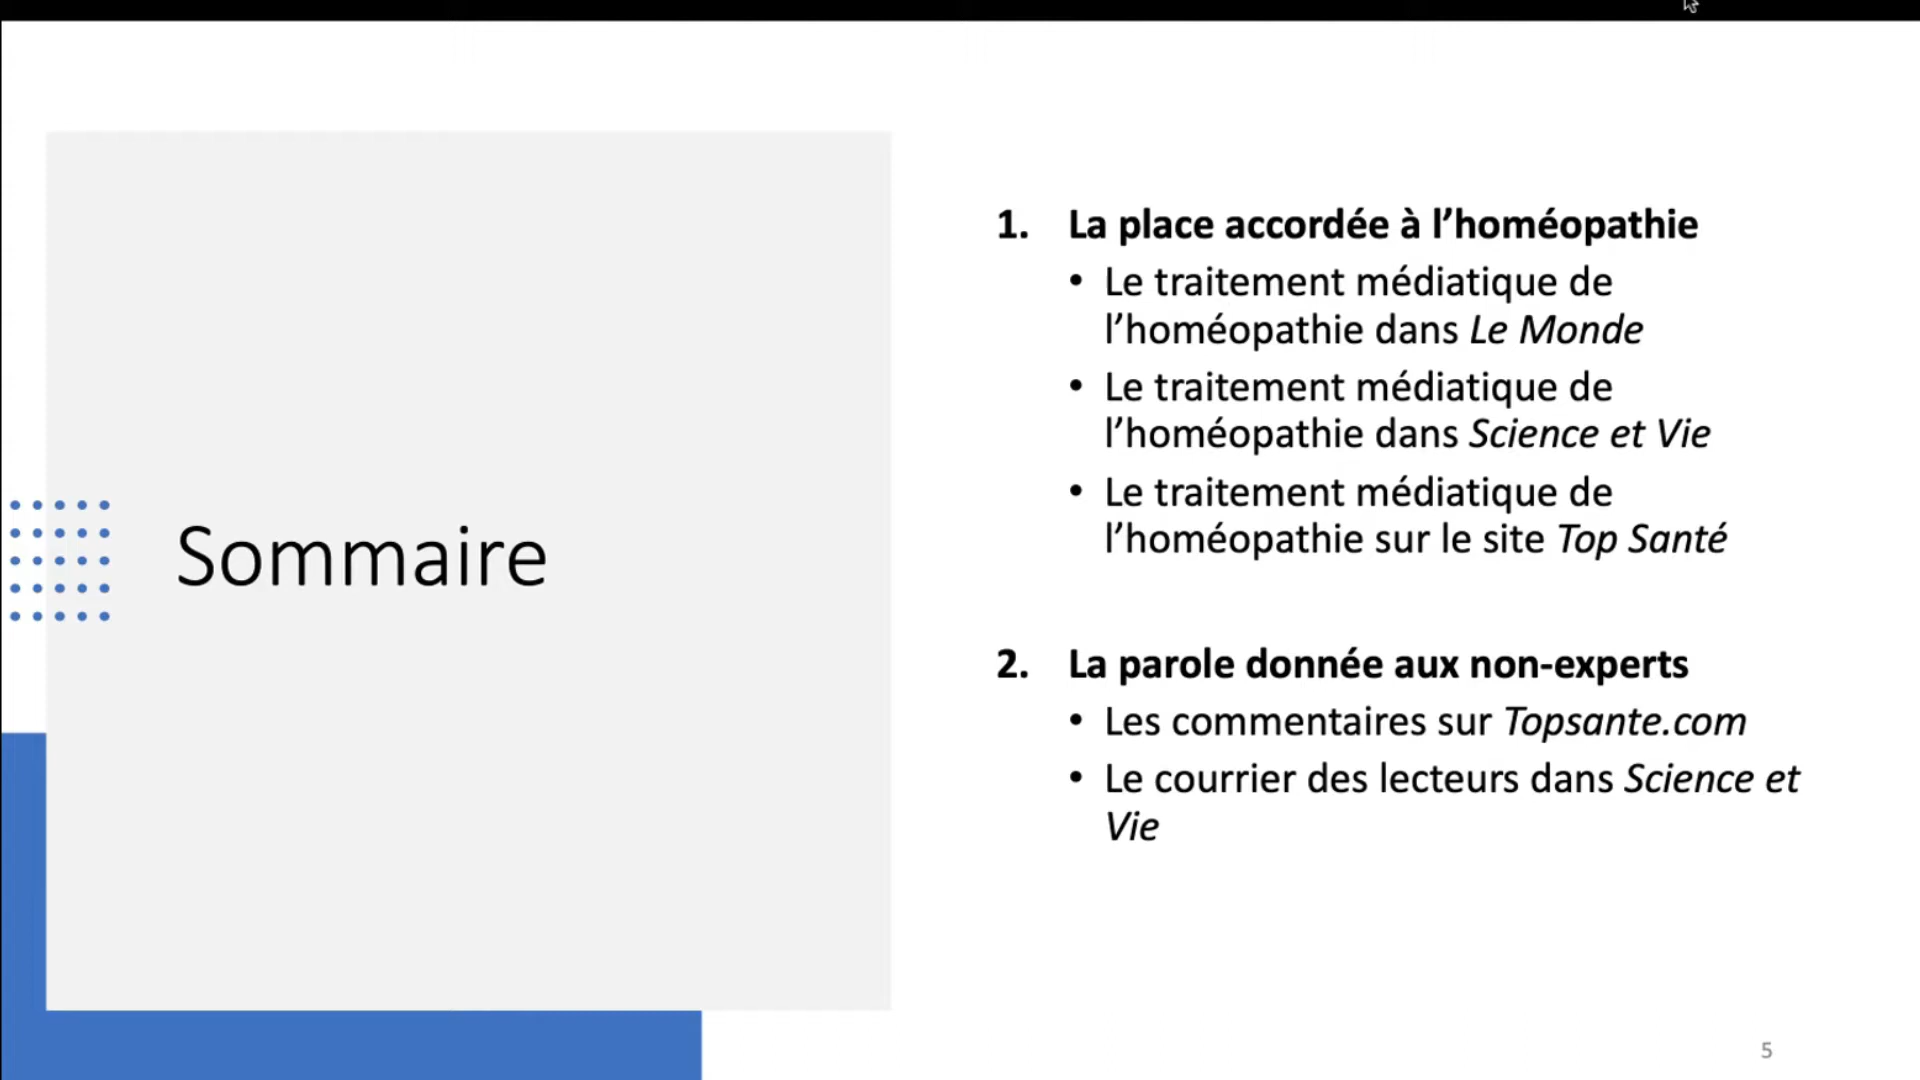 Sommaire
1. La place accordée à l’homéopathie
• Le traitement médiatique de
l’homéopathie dans Le Monde
• Le traitement médiatique de
l’homéopathie dans Science et Vie
• Le traitement médiatique de
l’homéopathie sur le site Top Santé
2. La parole donnée aux non-experts
• Les commentaires sur Topsante.com
• Le courrier des lecteurs dans Science et
Vie
5